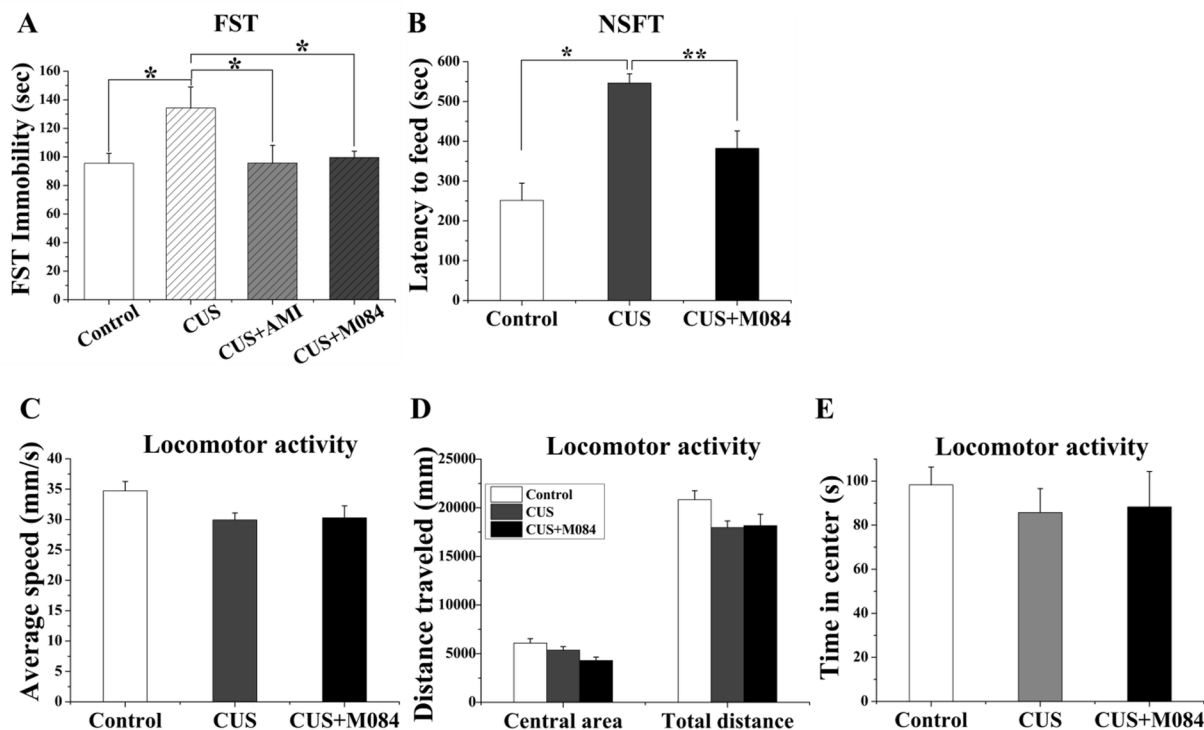 A
FST
*
*
*
FST Immobility (sec)
160
140
120
100
80
60
40
20
0
Control
CUS
CUS+AMI
CUS+M084
B
NSFT
*
**
Latency to feed (sec)
600
500
400
300
200
100
0
Control
CUS
CUS+M084
C
Locomotor activity
Average speed (mm/s)
40
35
30
25
20
15
10
5
0
Control
CUS
CUS+M084
D
Locomotor activity
Distance traveled (mm)
25000
20000
15000
10000
5000
0
Control
CUS
CUS+M084
Central area
Total distance
E
Locomotor activity
Time in center (s)
100
80
60
40
20
0
Control
CUS
CUS+M084